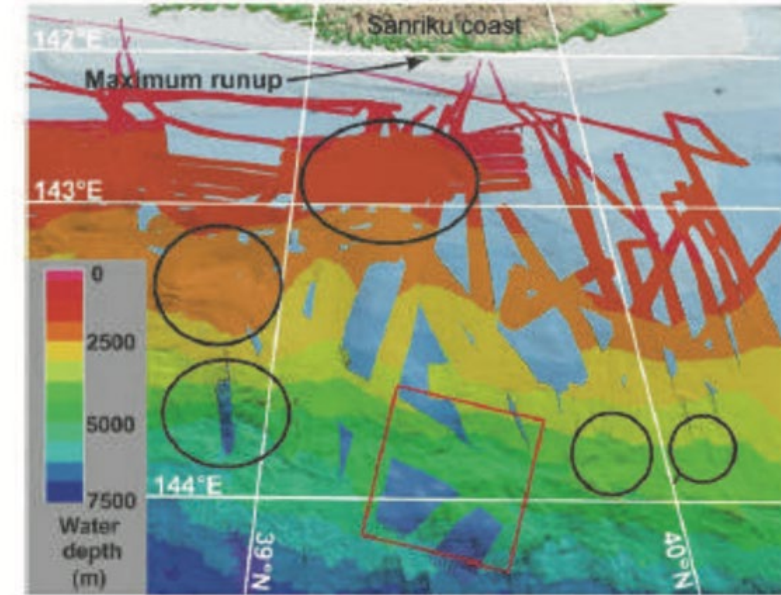 Sanriku coast
142°E
Maximum runup
143°E
0
2500
5000
7500
Water
depth
(m)
144°E
39°N
40°N